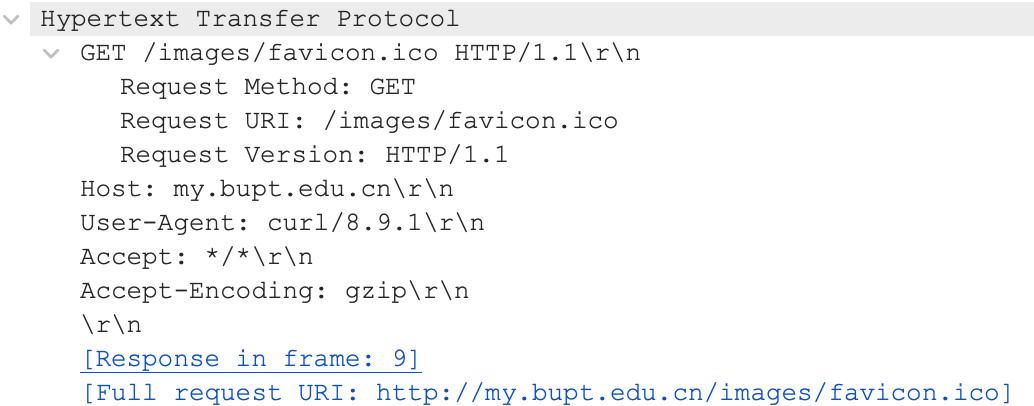 Hypertext Transfer Protocol
GET /images/favicon.ico HTTP/1.1\r\n
Request Method: GET
Request URI: /images/favicon.ico
Request Version: HTTP/1.1
Host: my.bupt.edu.cn\r\n
User-Agent: curl/8.9.1\r\n
Accept: */*\r\n
Accept-Encoding: gzip\r\n
\r\n
[Response in frame: 9]
[Full request URI: http://my.bupt.edu.cn/images/favicon.ico]